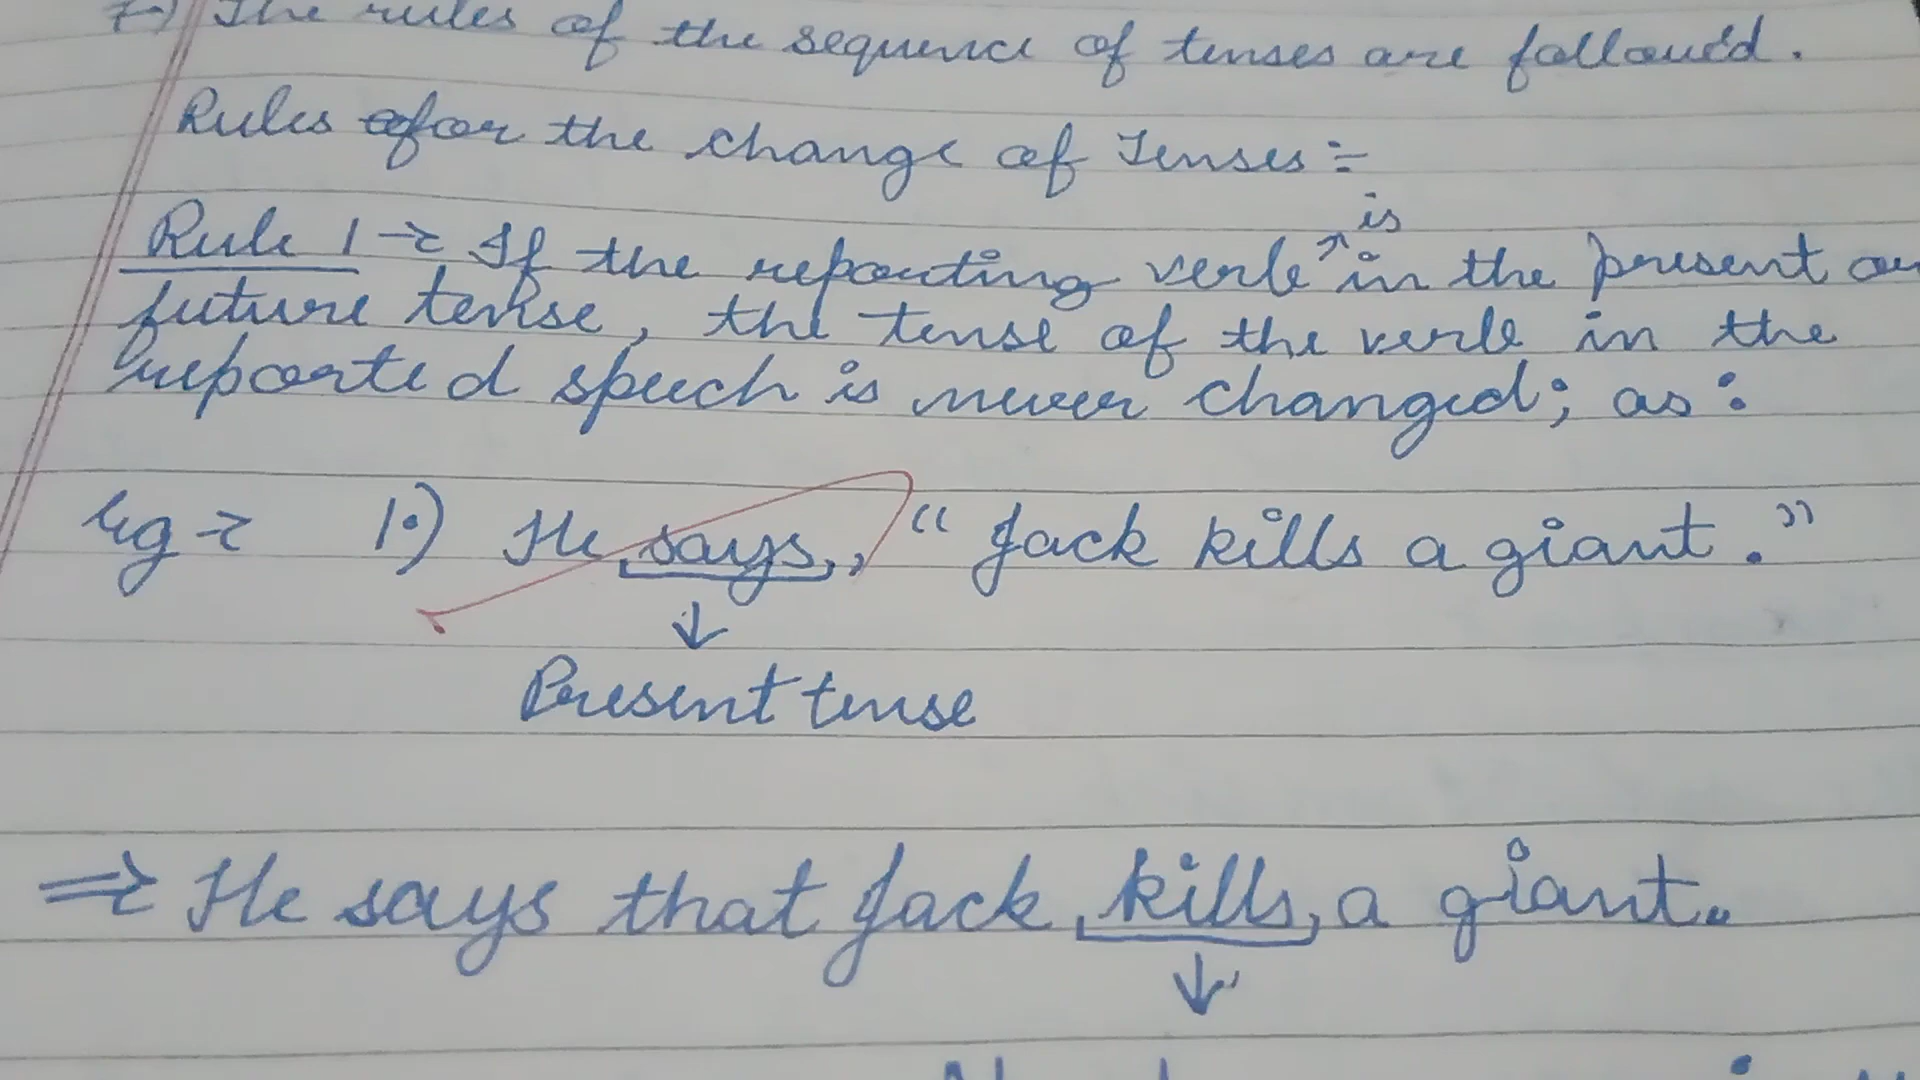 7.) The rules of the sequence of tenses are followed.
Rules for the change of Tenses :=
is
Rule 1 → If the reporting verb in the present or
future tense, the tense of the verb in the
reported speech is never changed; as :
eg → 1.) He says, “Jack kills a giant.”
↓
Present tense
⇒ He says that Jack kills a giant.
↓